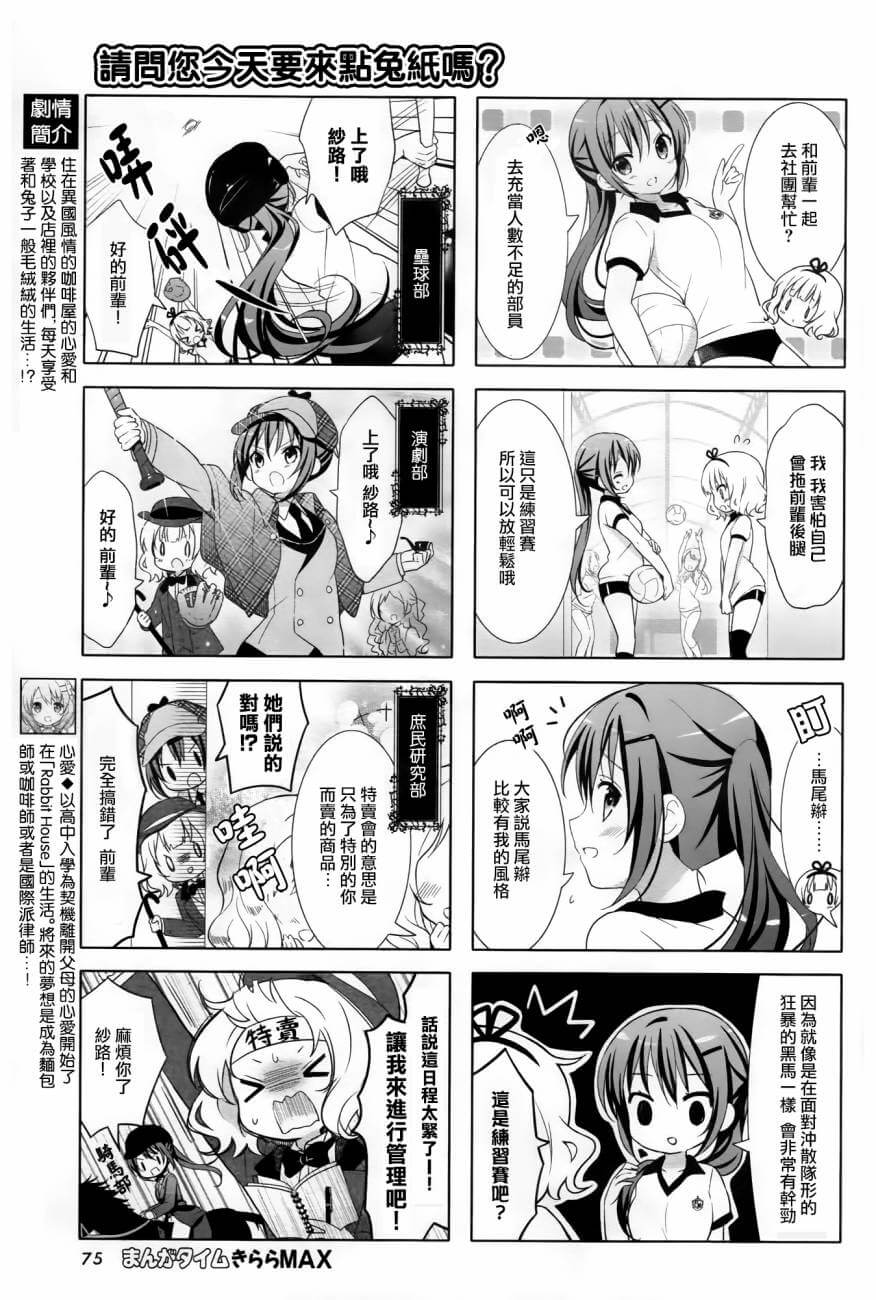 請問您今天要來點兔紙嗎?
劇情
簡介
住在異國風情的咖啡屋的心愛和
學校以及店裡的夥伴們,每天享受
著和兔子一般毛絨絨的生活…!?
和前輩一起
去社團幫忙?
嗯
去充當人數
不足的部員
我 我害怕自己
會拖前輩後腿
這只是練習賽
所以可以放輕鬆哦
盯
…馬尾辮…
啊
啊
大家説馬尾辮
比較有我的風格
因為就像是在面對沖散隊形的
狂暴的黑馬一樣 會非常有幹勁
這是練習賽吧?
壘球部
上了哦
紗路!
哇
砰
好的前輩!
演劇部
上了哦 紗路~♪
好的 前輩~♪
庶民研究部
特賣會的意思是
只為了特別的你
而賣的商品…
哇
啊
她們說的
對嗎!?
完全搞錯了 前輩
話説這日程太緊了ー!!
讓我來進行管理吧!
特賣
麻煩你了
紗路!
騎馬部
心愛◆以高中入學為契機離開父母的心愛開始了
在「Rabbit House」的生活。將來的夢想是成為麵包
師或咖啡師或者是國際派律師…!
75 まんがタイムきららMAX